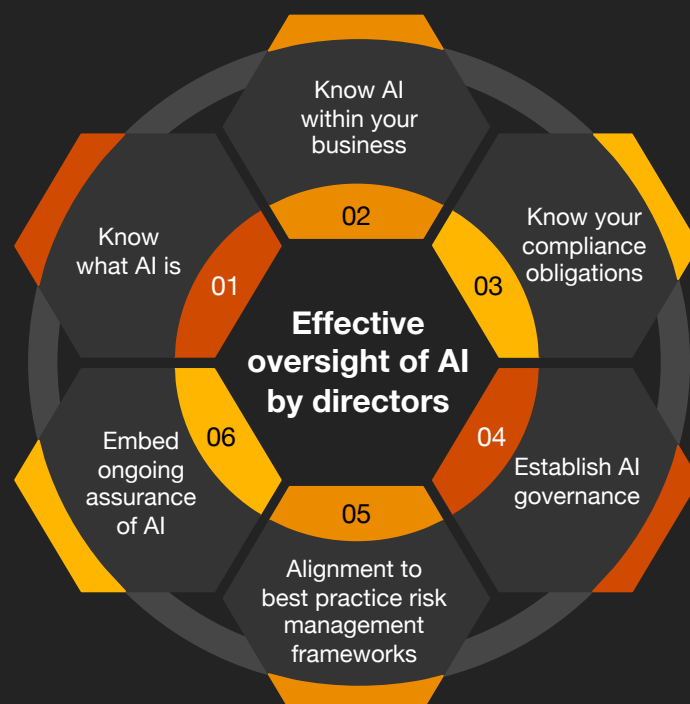 Effective
oversight of AI
by directors
01
Know
what AI is
02
Know AI
within your
business
03
Know your
compliance
obligations
04
Establish AI
governance
05
Alignment to
best practice risk
management
frameworks
06
Embed
ongoing
assurance
of AI